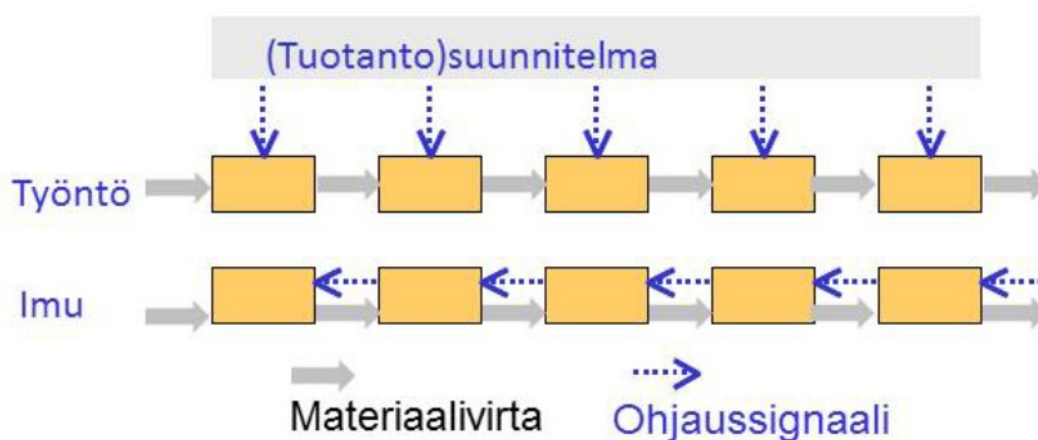 (Tuotanto)suunnitelma
Työntö
Imu
Materiaalivirta
Ohjaussignaali